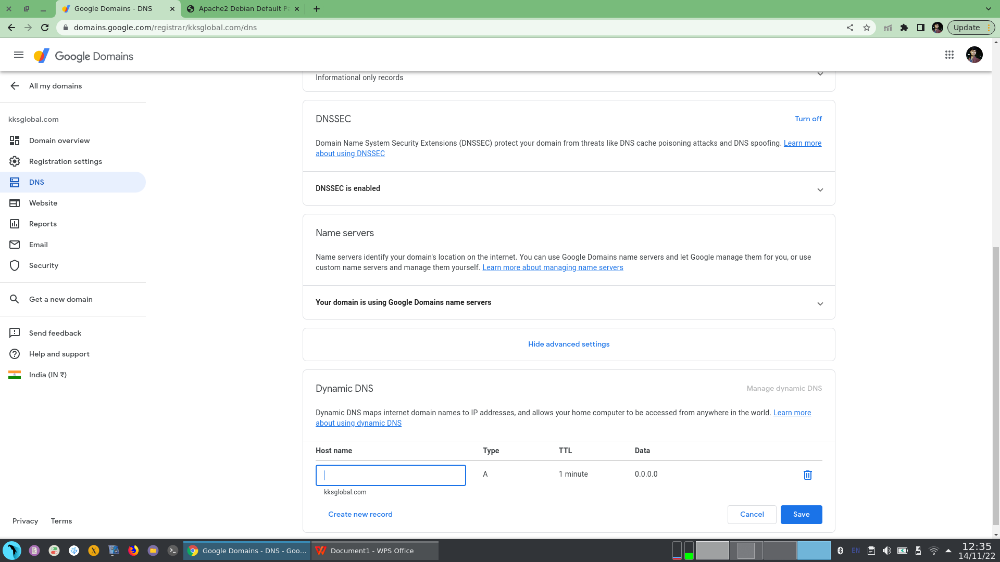 Google Domains - DNS
Apache2 Debian Default Pa
domains.google.com/registrar/kksglobal.com/dns
Update
Google Domains
All my domains
kksglobal.com
Domain overview
Registration settings
DNS
Website
Reports
Email
Security
Get a new domain
Send feedback
Help and support
India (IN ₹)
Privacy Terms
Informational only records
DNSSEC
Turn off
Domain Name System Security Extensions (DNSSEC) protect your domain from threats like DNS cache poisoning attacks and DNS spoofing. Learn more
about using DNSSEC
DNSSEC is enabled
Name servers
Name servers identify your domain's location on the internet. You can use Google Domains name servers and let Google manage them for you, or use
custom name servers and manage them yourself. Learn more about managing name servers
Your domain is using Google Domains name servers
Hide advanced settings
Dynamic DNS
Manage dynamic DNS
Dynamic DNS maps internet domain names to IP addresses, and allows your home computer to be accessed from anywhere in the world. Learn more
about using dynamic DNS
Host name Type TTL Data
A 1 minute 0.0.0.0
kksglobal.com
Create new record
Cancel Save
Google Domains - DNS - Goo...
Document1 - WPS Office
EN
12:35
14/11/22